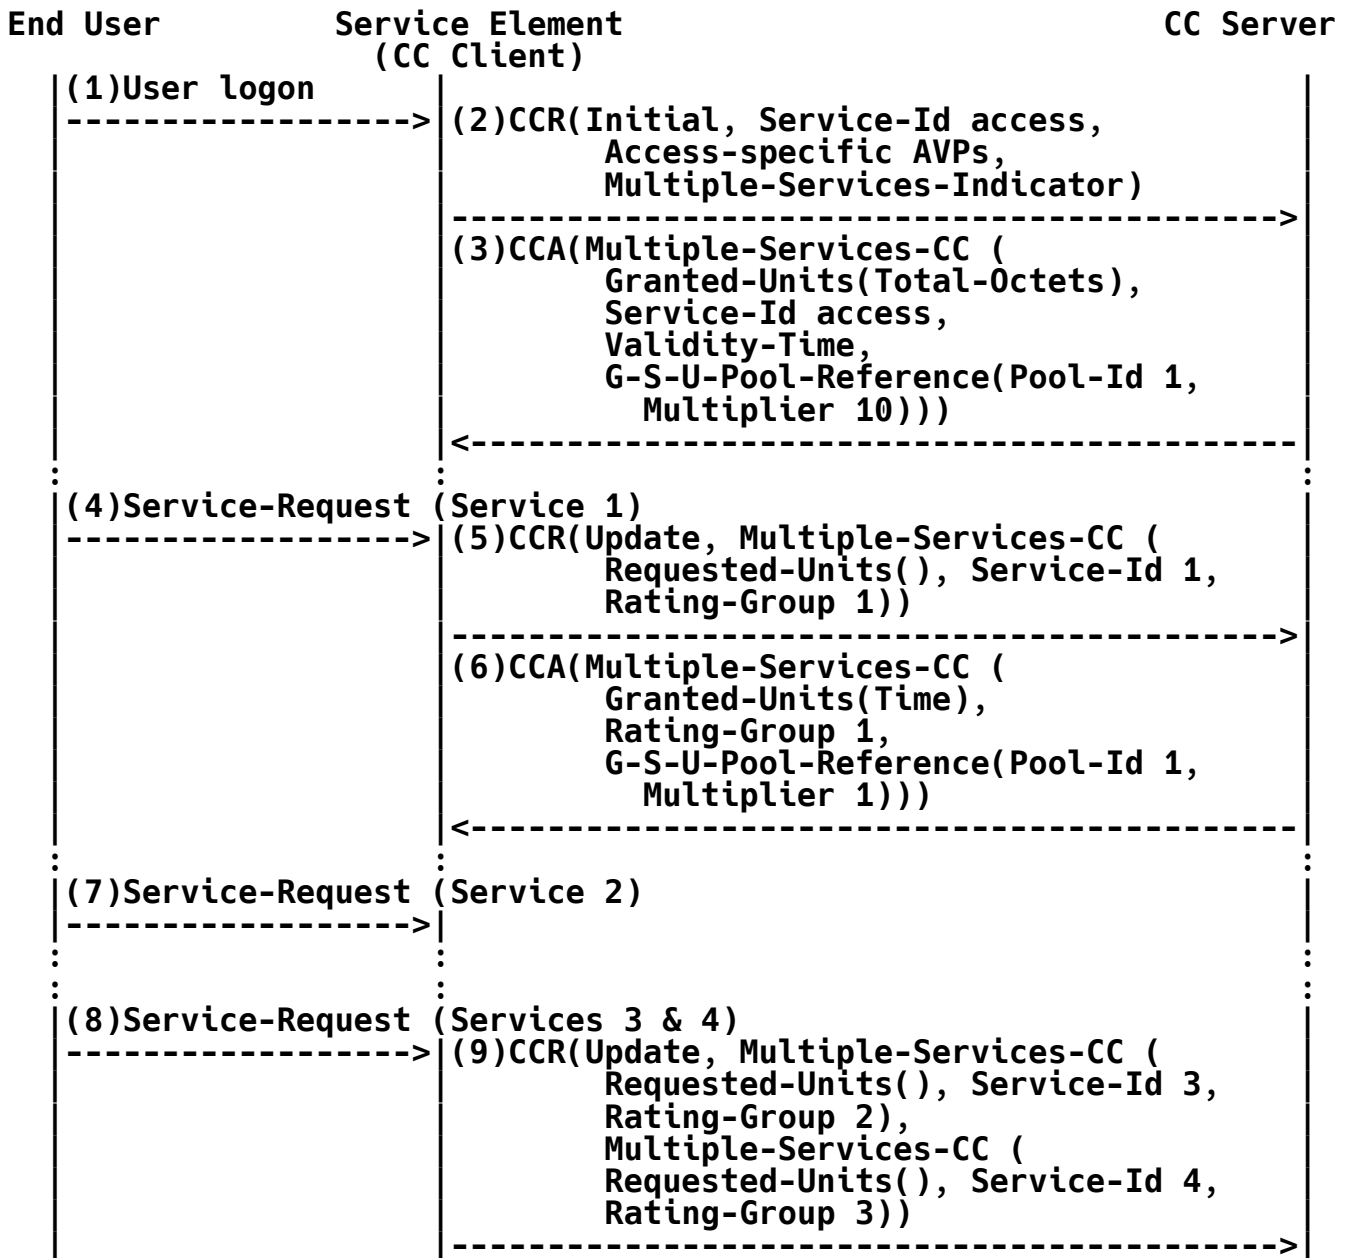 End User         Service Element                            CC Server
                   (CC Client)
  |(1)User logon      |                                            |
  |------------------>|(2)CCR(Initial, Service-Id access,          |
  |                   |        Access-specific AVPs,               |
  |                   |        Multiple-Services-Indicator)        |
  |                   |------------------------------------------->|
  |                   |(3)CCA(Multiple-Services-CC (               |
  |                   |        Granted-Units(Total-Octets),        |
  |                   |        Service-Id access,                  |
  |                   |        Validity-Time,                      |
  |                   |        G-S-U-Pool-Reference(Pool-Id 1,     |
  |                   |          Multiplier 10)))                  |
  |                   |<-------------------------------------------|
  :                   :                                            :
  |(4)Service-Request (Service 1)                                  |
  |------------------>|(5)CCR(Update, Multiple-Services-CC (       |
  |                   |        Requested-Units(), Service-Id 1,    |
  |                   |        Rating-Group 1))                    |
  |                   |------------------------------------------->|
  |                   |(6)CCA(Multiple-Services-CC (               |
  |                   |        Granted-Units(Time),                |
  |                   |        Rating-Group 1,                     |
  |                   |        G-S-U-Pool-Reference(Pool-Id 1,     |
  |                   |          Multiplier 1)))                   |
  |                   |<-------------------------------------------|
  :                   :                                            :
  |(7)Service-Request (Service 2)                                  |
  |------------------>|                                            |
  :                   :                                            :
  :                   :                                            :
  |(8)Service-Request (Services 3 & 4)                             |
  |------------------>|(9)CCR(Update, Multiple-Services-CC (       |
  |                   |        Requested-Units(), Service-Id 3,    |
  |                   |        Rating-Group 2),                    |
  |                   |        Multiple-Services-CC (              |
  |                   |        Requested-Units(), Service-Id 4,    |
  |                   |        Rating-Group 3))                    |
  |                   |------------------------------------------->|